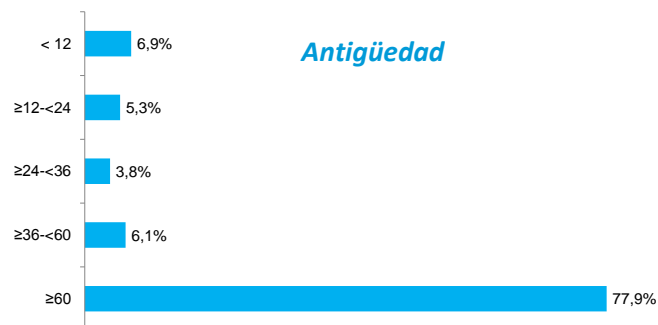 Antigüedad
< 12 6,9%
≥12-<24 5,3%
≥24-<36 3,8%
≥36-<60 6,1%
≥60 77,9%